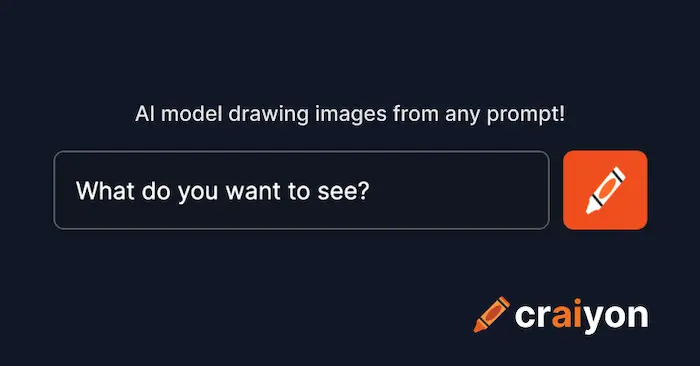 AI model drawing images from any prompt!
What do you want to see?
craiyon